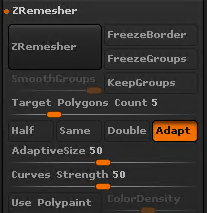 ZRemesher
ZRemesher
FreezeBorder
FreezeGroups
SmoothGroups
KeepGroups
Target Polygons Count 5
Half Same Double Adapt
AdaptiveSize 50
Curves Strength 50
Use Polypaint
ColorDensity